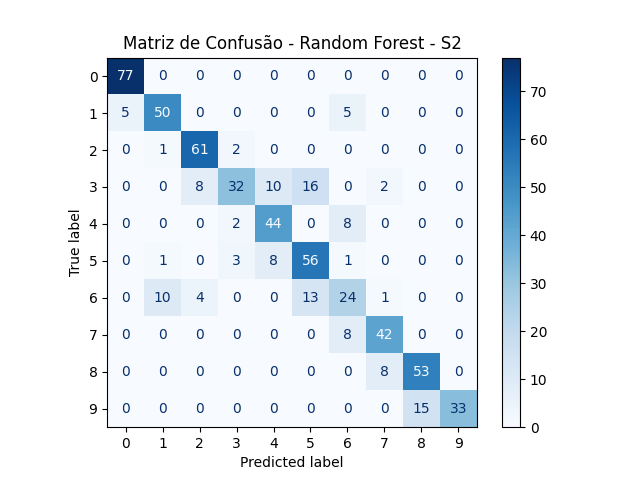 Matriz de Confusão - Random Forest - S2
0 77 0 0 0 0 0 0 0 0 0
1 5 50 0 0 0 0 5 0 0 0
2 0 1 61 2 0 0 0 0 0 0
3 0 0 8 32 10 16 0 2 0 0
4 0 0 0 2 44 0 8 0 0 0
5 0 1 0 3 8 56 1 0 0 0
6 0 10 4 0 0 13 24 1 0 0
7 0 0 0 0 0 0 8 42 0 0
8 0 0 0 0 0 0 0 8 53 0
9 0 0 0 0 0 0 0 0 15 33
0 1 2 3 4 5 6 7 8 9
True label
Predicted label
70
60
50
40
30
20
10
0